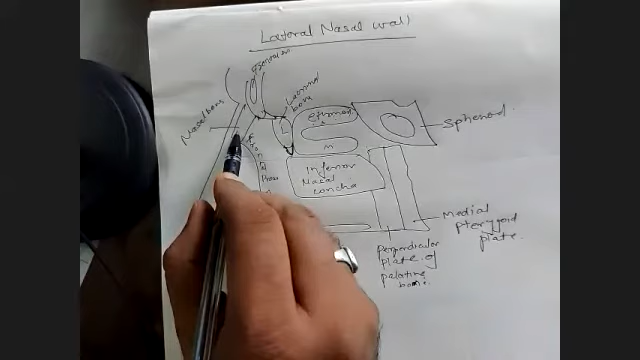 Lateral Nasal wall
Nasal bone
Lacrimal
bone
L
ethmoi
S
m
Sphenoid
Inferior
Nasal
concha
Medial
pterygoid
plate.
perpendicular
plate of
palatine
bone.